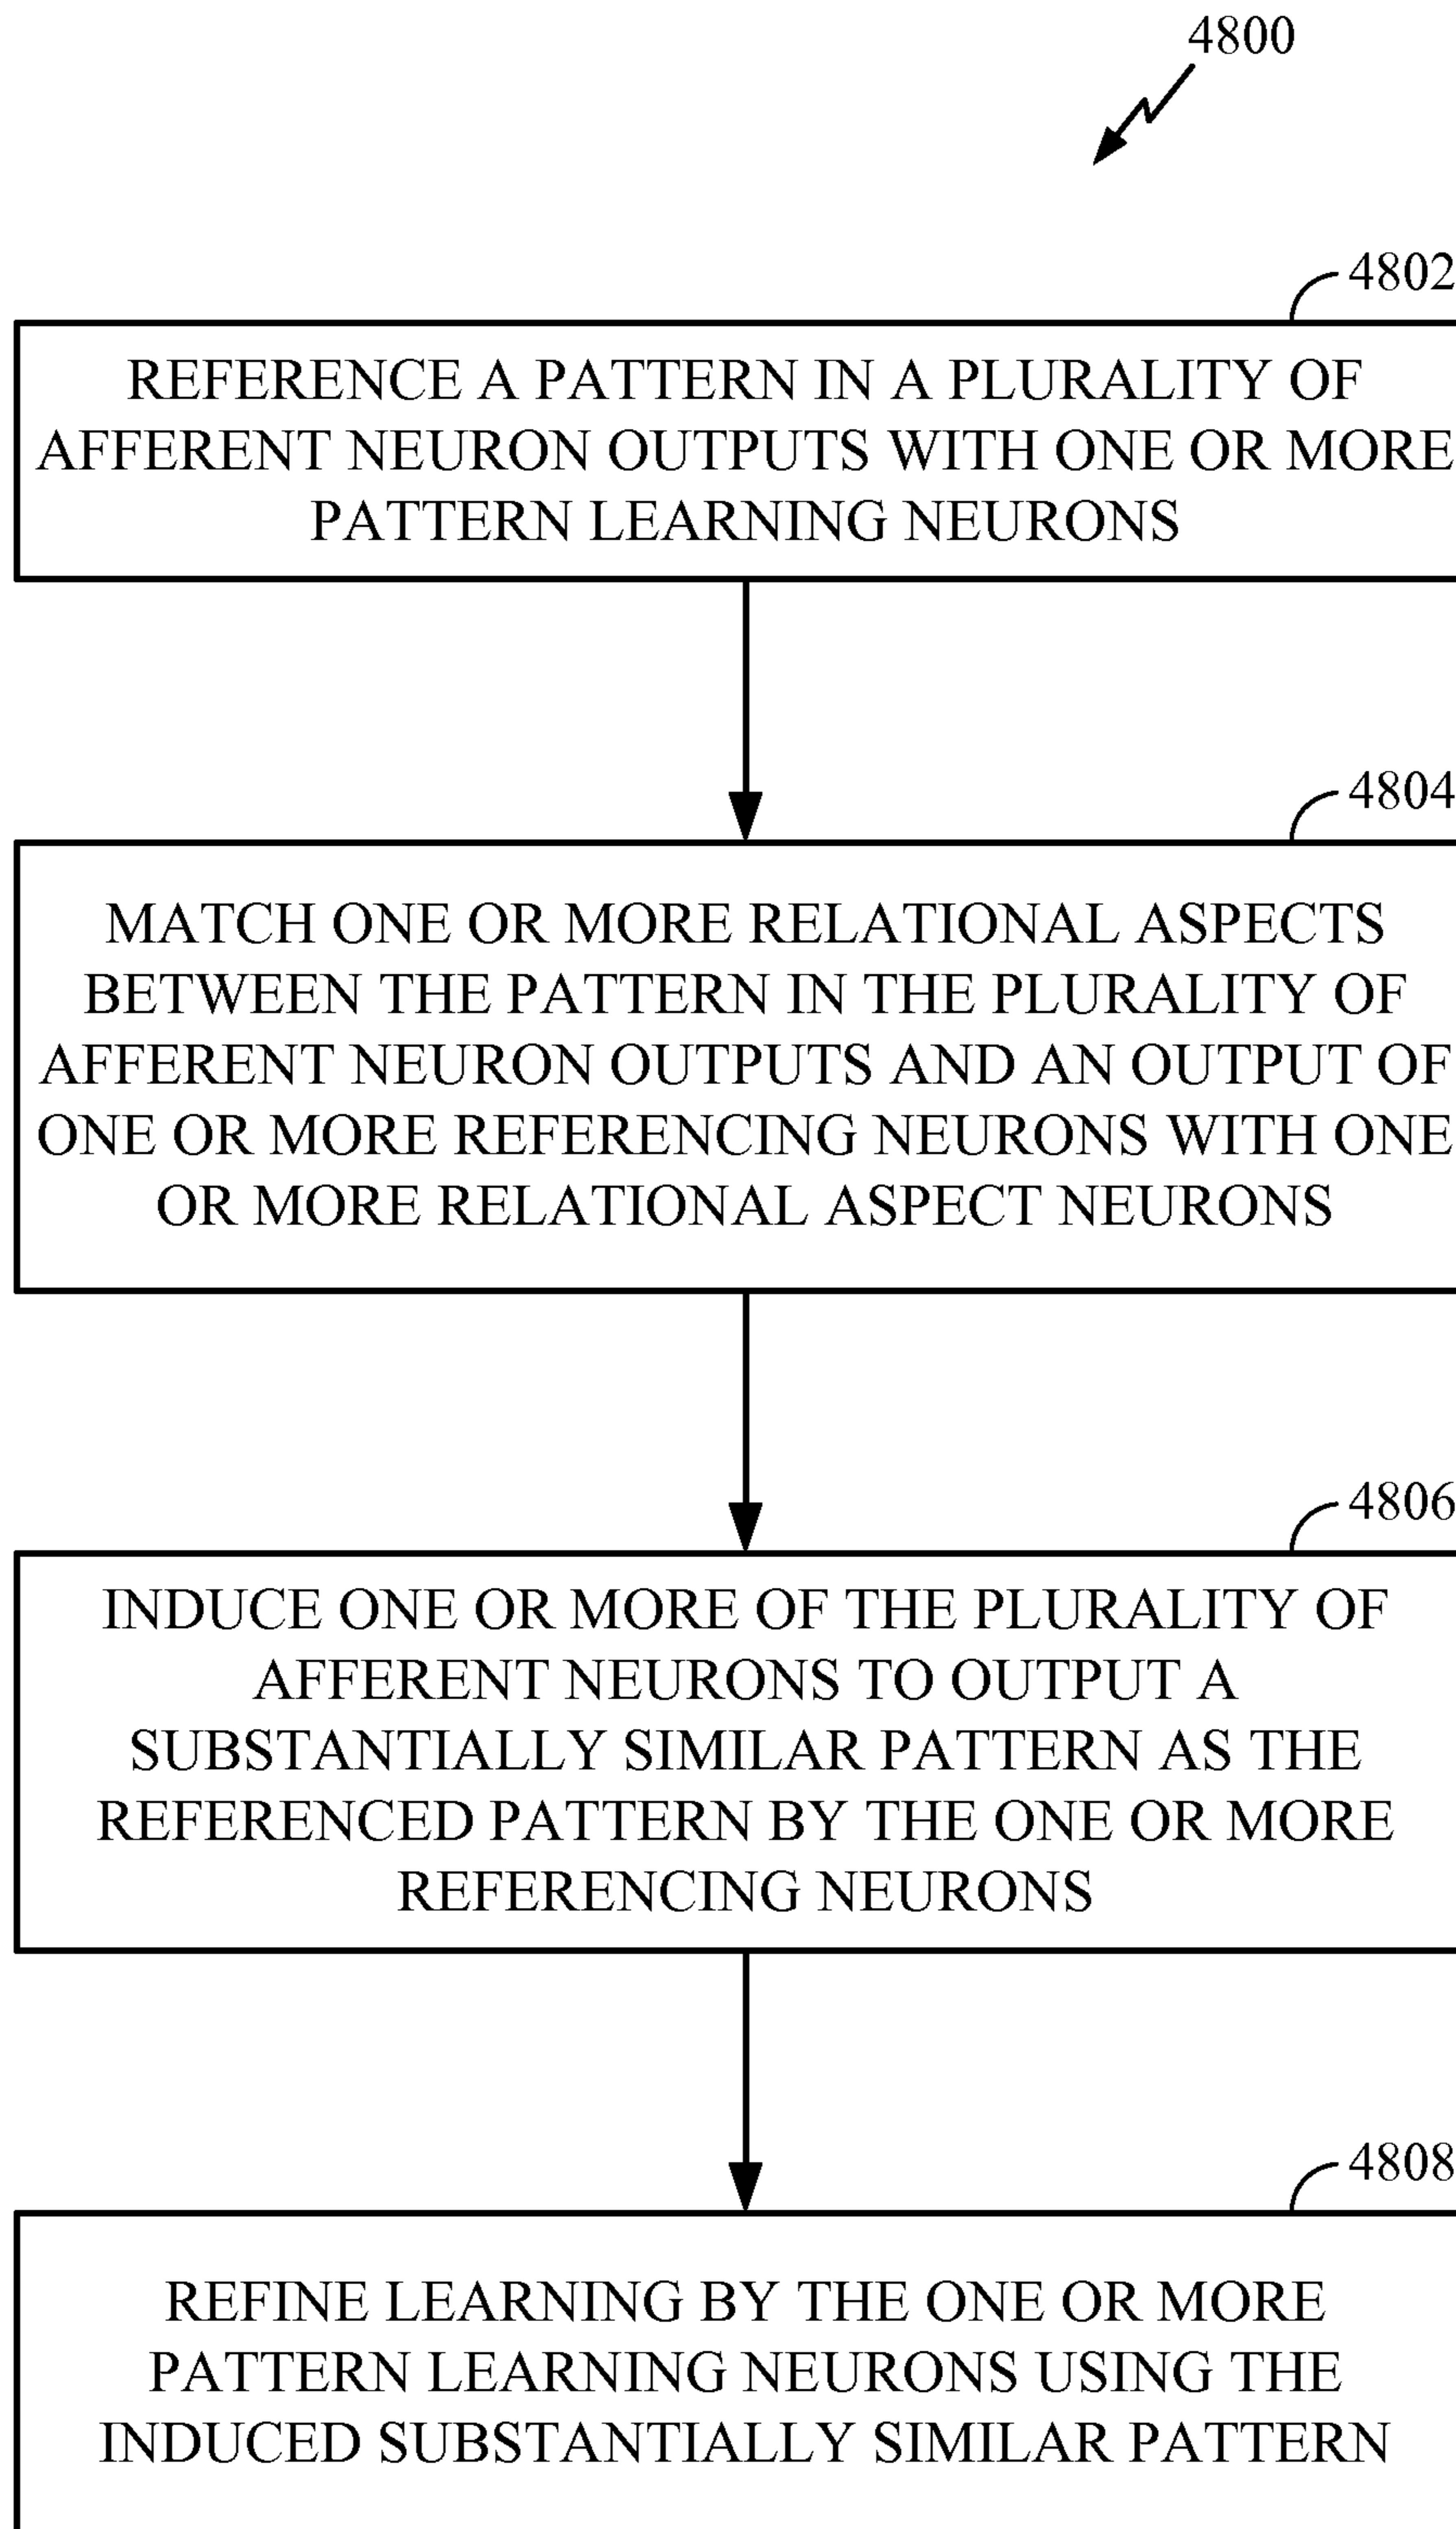 4800
4802
REFERENCE A PATTERN IN A PLURALITY OF
AFFERENT NEURON OUTPUTS WITH ONE OR MORE
PATTERN LEARNING NEURONS
4804
MATCH ONE OR MORE RELATIONAL ASPECTS
BETWEEN THE PATTERN IN THE PLURALITY OF
AFFERENT NEURON OUTPUTS AND AN OUTPUT OF
ONE OR MORE REFERENCING NEURONS WITH ONE
OR MORE RELATIONAL ASPECT NEURONS
4806
INDUCE ONE OR MORE OF THE PLURALITY OF
AFFERENT NEURONS TO OUTPUT A
SUBSTANTIALLY SIMILAR PATTERN AS THE
REFERENCED PATTERN BY THE ONE OR MORE
REFERENCING NEURONS
4808
REFINE LEARNING BY THE ONE OR MORE
PATTERN LEARNING NEURONS USING THE
INDUCED SUBSTANTIALLY SIMILAR PATTERN